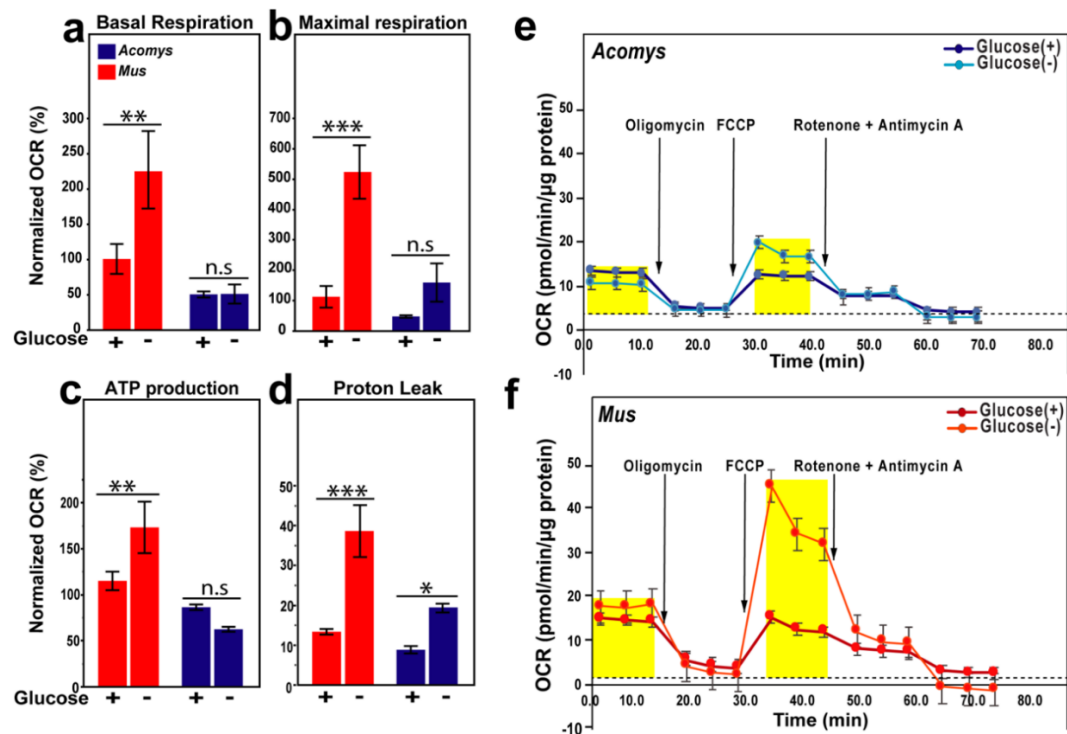 a
Basal Respiration
Acomys
Mus
Normalized OCR (%)
300
250
200
150
100
50
0
**
n.s
Glucose + - + -
b
Maximal respiration
700
600
500
400
300
200
100
0
***
n.s
+ - + -
c
ATP production
Normalized OCR (%)
200
150
100
50
0
**
n.s
Glucose + - + -
d
Proton Leak
50
40
30
20
10
0
***
*
+ - + -
e
Acomys
Glucose(+)
Glucose(-)
Oligomycin
FCCP
Rotenone + Antimycin A
OCR (pmol/min/µg protein)
50
40
30
20
10
0
-10
0.0 10.0 20.0 30.0 40.0 50.0 60.0 70.0 80.0
Time (min)
f
Mus
Glucose(+)
Glucose(-)
Oligomycin
FCCP
Rotenone + Antimycin A
OCR (pmol/min/µg protein)
50
40
30
20
10
0
-10
0.0 10.0 20.0 30.0 40.0 50.0 60.0 70.0 80.0
Time (min)